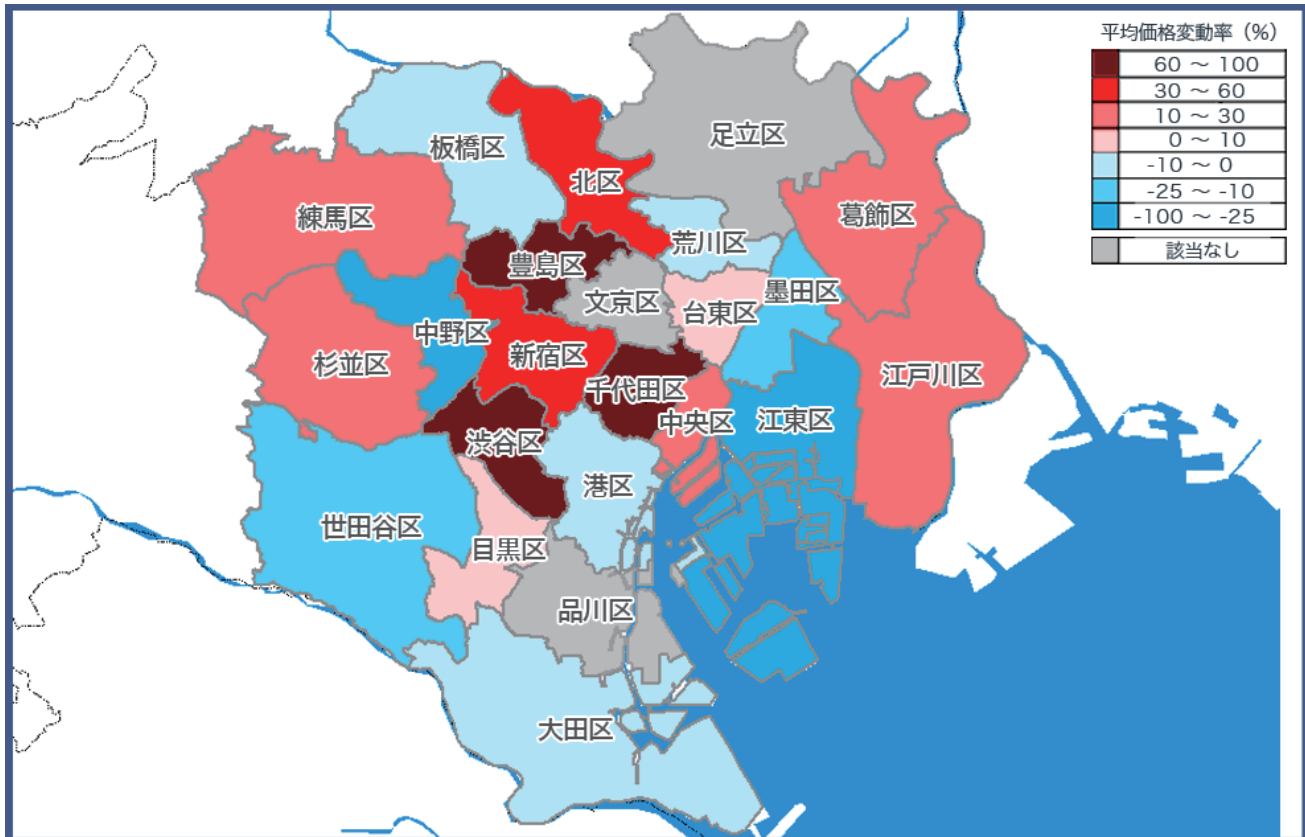 平均価格変動率（%）
60 ～ 100
30 ～ 60
10 ～ 30
0 ～ 10
-10 ～ 0
-25 ～ -10
-100 ～ -25
該当なし
足立区
板橋区
北区
練馬区
葛飾区
荒川区
豊島区
文京区
台東区
墨田区
中野区
新宿区
杉並区
千代田区
江戸川区
中央区
江東区
渋谷区
港区
世田谷区
目黒区
品川区
大田区